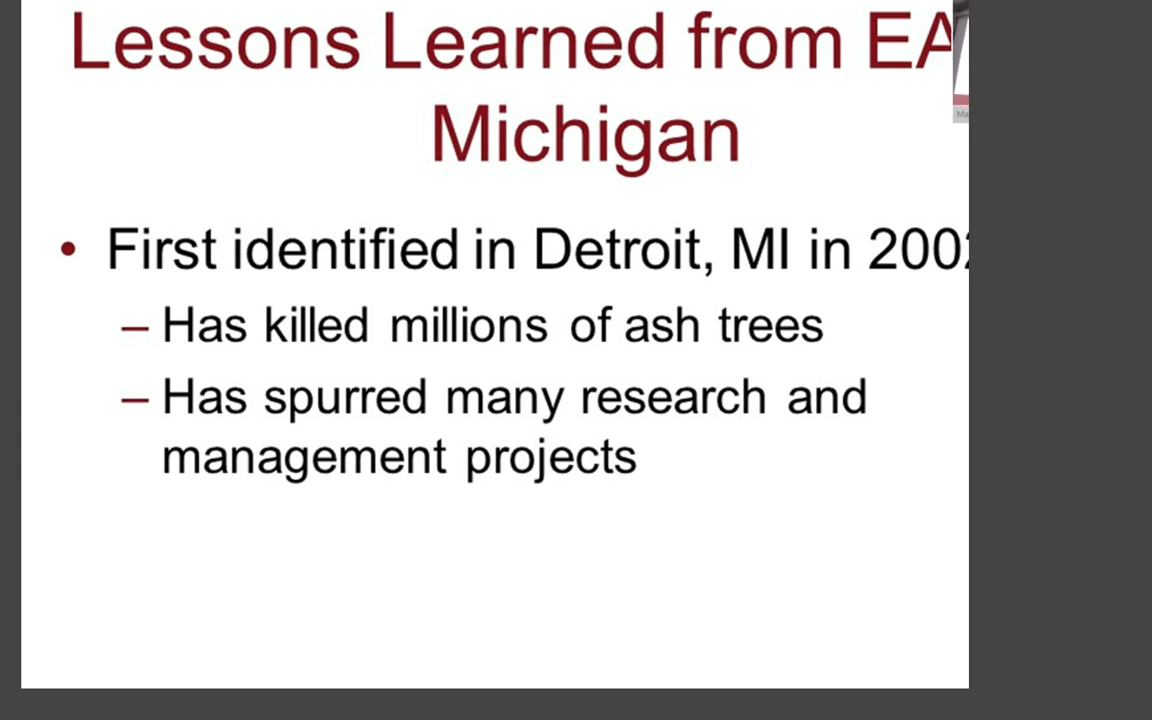 Lessons Learned from EA
Michigan
• First identified in Detroit, MI in 200
– Has killed millions of ash trees
– Has spurred many research and
management projects